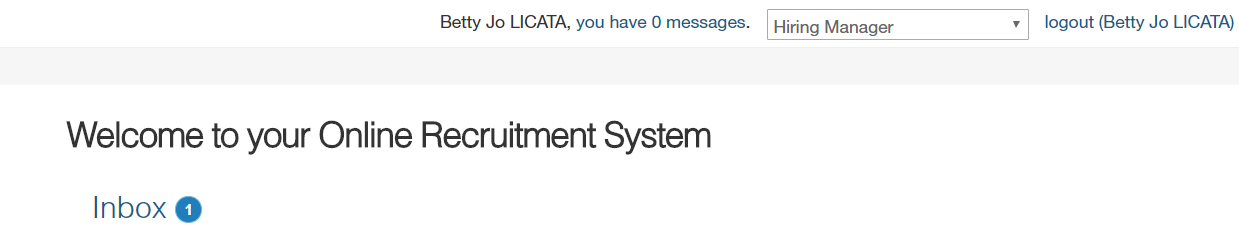 Betty Jo LICATA, you have 0 messages. Hiring Manager logout (Betty Jo LICATA)
Welcome to your Online Recruitment System
Inbox 1